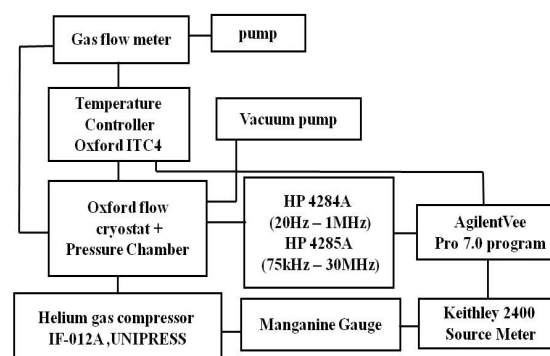 Gas flow meter
pump
Temperature
Controller
Oxford ITC4
Vacuum pump
Oxford flow
cryostat +
Pressure Chamber
HP 4284A
(20Hz – 1MHz)
HP 4285A
(75kHz – 30MHz)
AgilentVee
Pro 7.0 program
Helium gas compressor
IF-012A ,UNIPRESS
Manganine Gauge
Keithley 2400
Source Meter